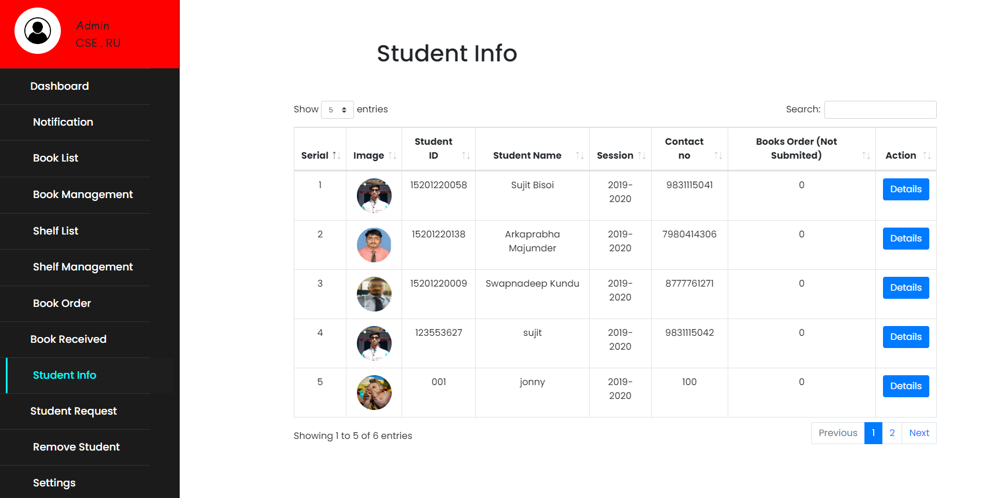 Admin
CSE , RU
Dashboard
Notification
Book List
Book Management
Shelf List
Shelf Management
Book Order
Book Received
Student Info
Student Request
Remove Student
Settings
Student Info
Show 5 entries
Search:
Serial Image Student ID Student Name Session Contact no Books Order (Not Submited) Action
1 15201220058 Sujit Bisoi 2019-2020 9831115041 0 Details
2 15201220138 Arkaprabha Majumder 2019-2020 7980414306 0 Details
3 15201220009 Swapnadeep Kundu 2019-2020 8777761271 0 Details
4 123553627 sujit 2019-2020 9831115042 0 Details
5 001 jonny 2019-2020 100 0 Details
Showing 1 to 5 of 6 entries
Previous 1 2 Next